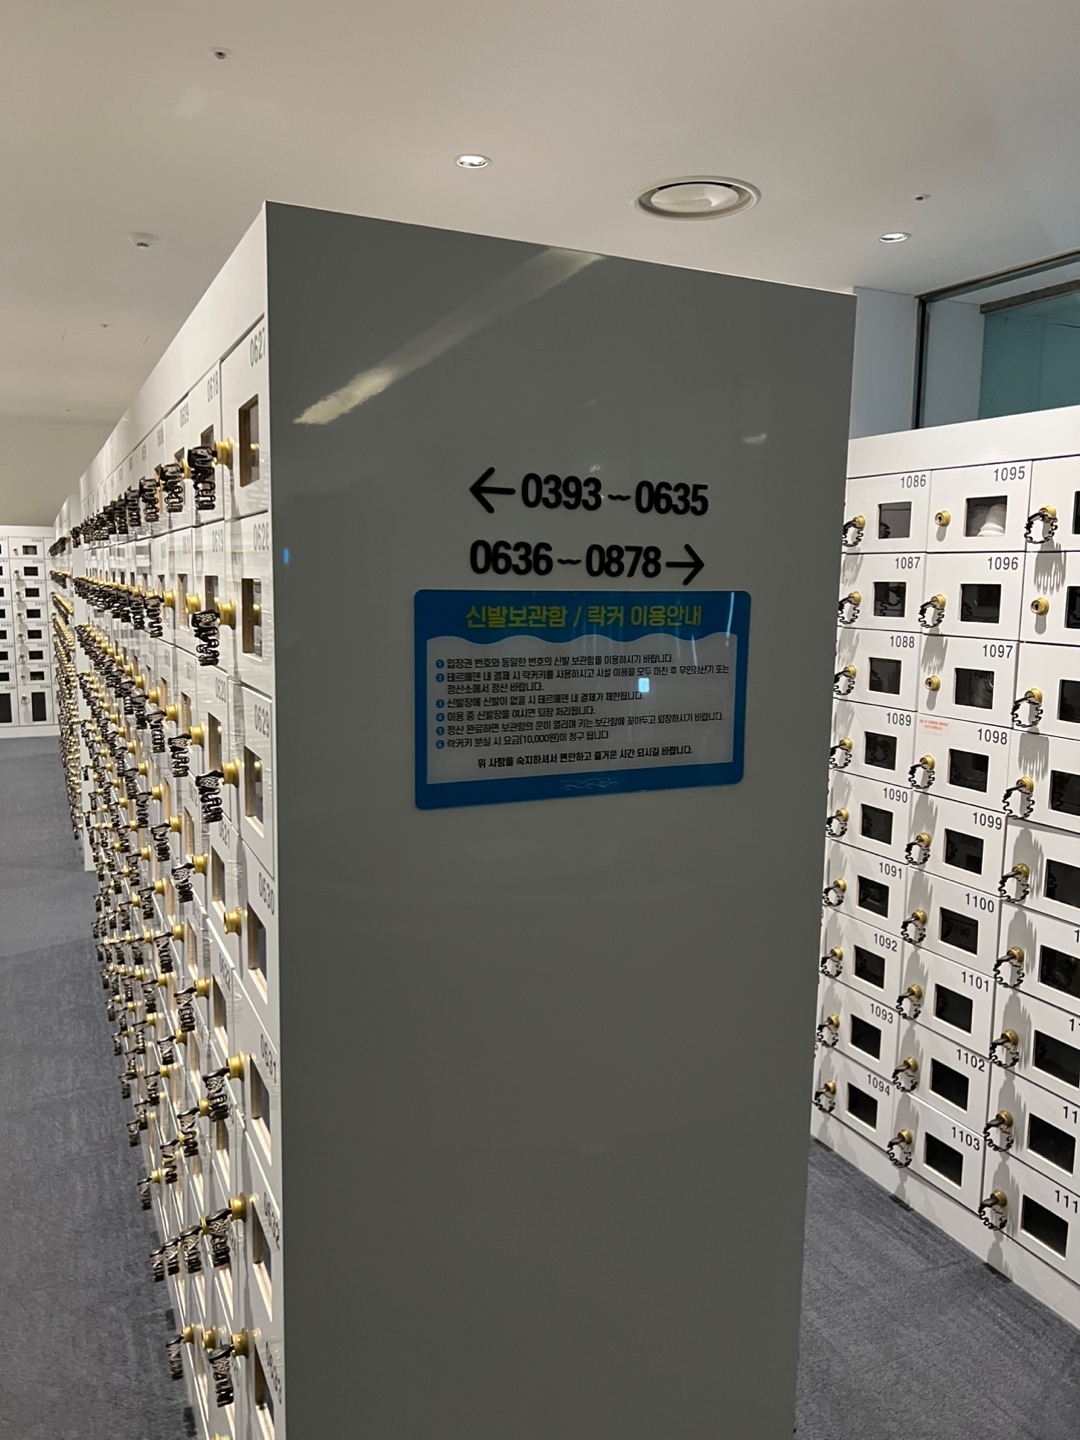 ←0393~0635
0636~0878→
신발보관함 / 락커 이용안내
1 입장권 번호와 동일한 번호의 신발 보관함을 이용하시기 바랍니다.
2 테르메덴 내 결제 시 락커키를 사용하시고 시설 이용을 모두 마친 후 무인정산기 또는
정산소에서 정산 바랍니다.
3 신발장에 신발이 없을 시 테르메덴 내 결제가 제한됩니다.
4 이용 중 신발장을 여시면 퇴장 처리됩니다.
5 정산 완료하면 보관함의 문이 열리며 키는 보관함에 꽂아두고 퇴장하시기 바랍니다.
6 락커키 분실 시 요금(10,000원)이 청구 됩니다.
위 사항을 숙지하셔서 편안하고 즐거운 시간 되시길 바랍니다.
0627
0618
0629
0630
0631
1086
1087
1088
1089
1090
1091
1092
1093
1094
1095
1096
1097
1098
1099
1100
1101
1102
1103